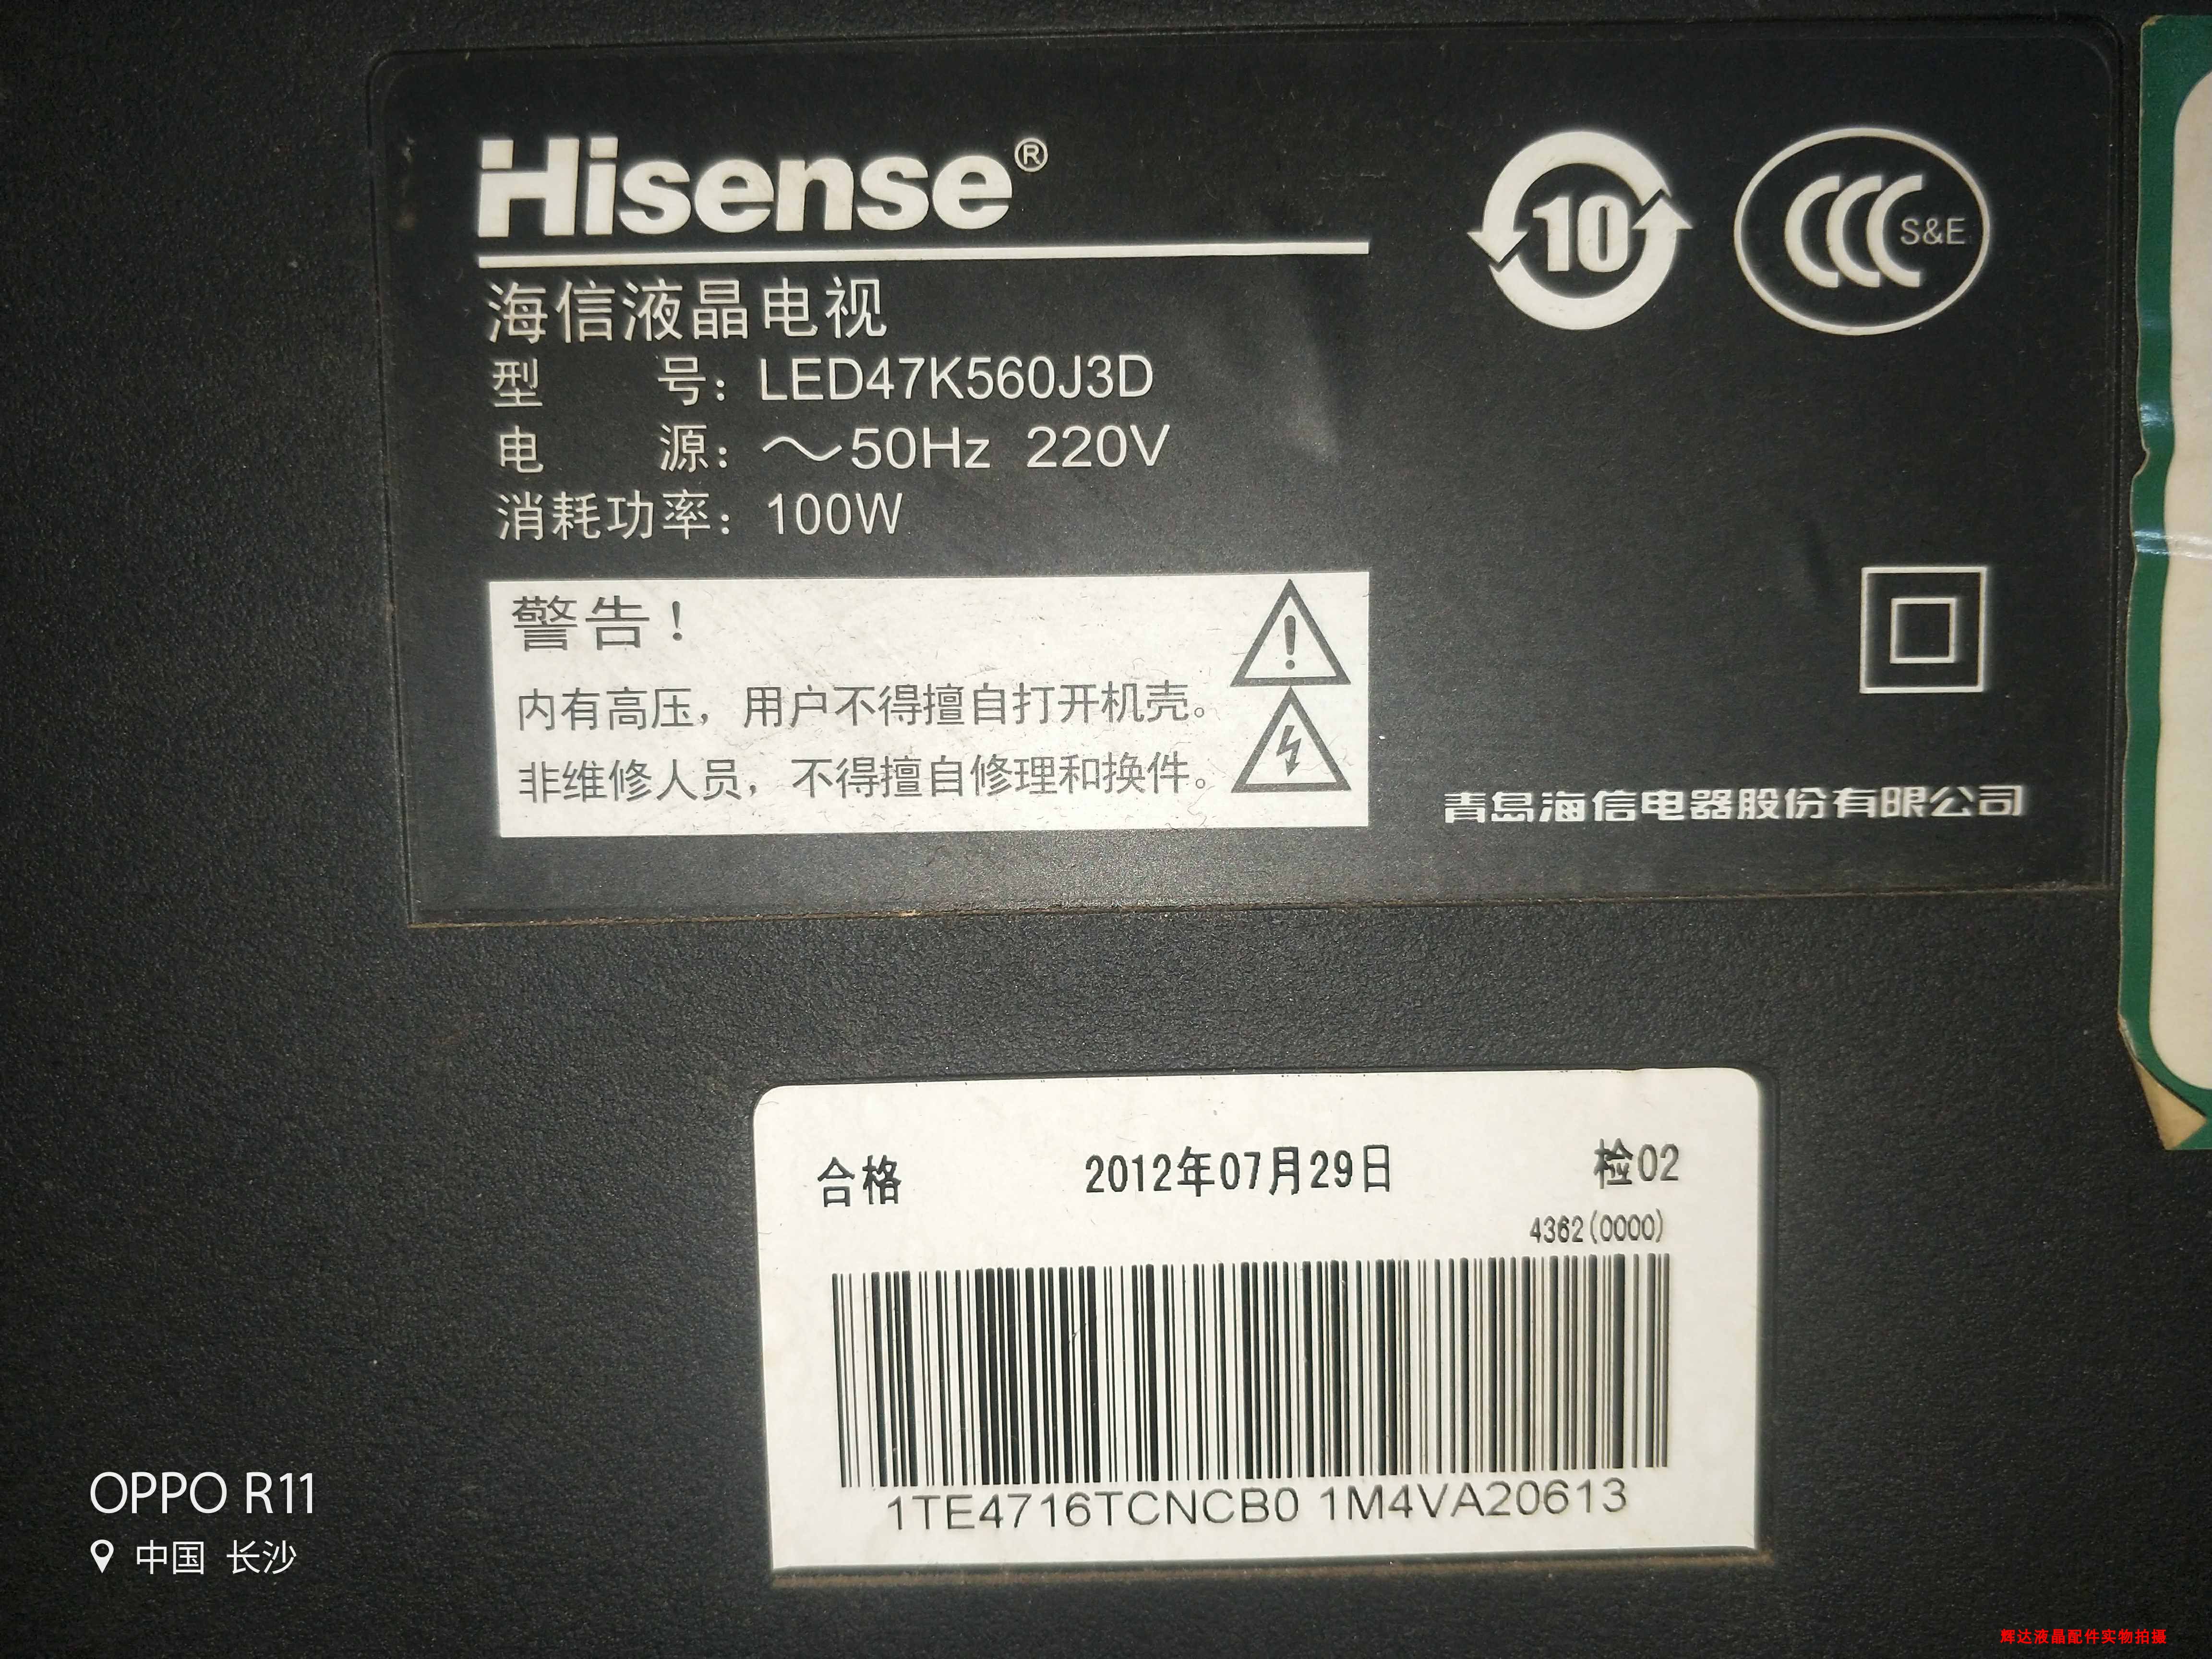 Hisense®
海信液晶电视
型 号：LED47K560J3D
电 源：～50Hz 220V
消耗功率：100W
10
CCC S&E
警告！
内有高压，用户不得擅自打开机壳。
非维修人员，不得擅自修理和换件。
青岛海信电器股份有限公司
合格 2012年07月29日 检02
4362(0000)
1TE4716TCNCB0 1M4VA20613
OPPO R11
中国 长沙
辉达液晶配件实物拍摄